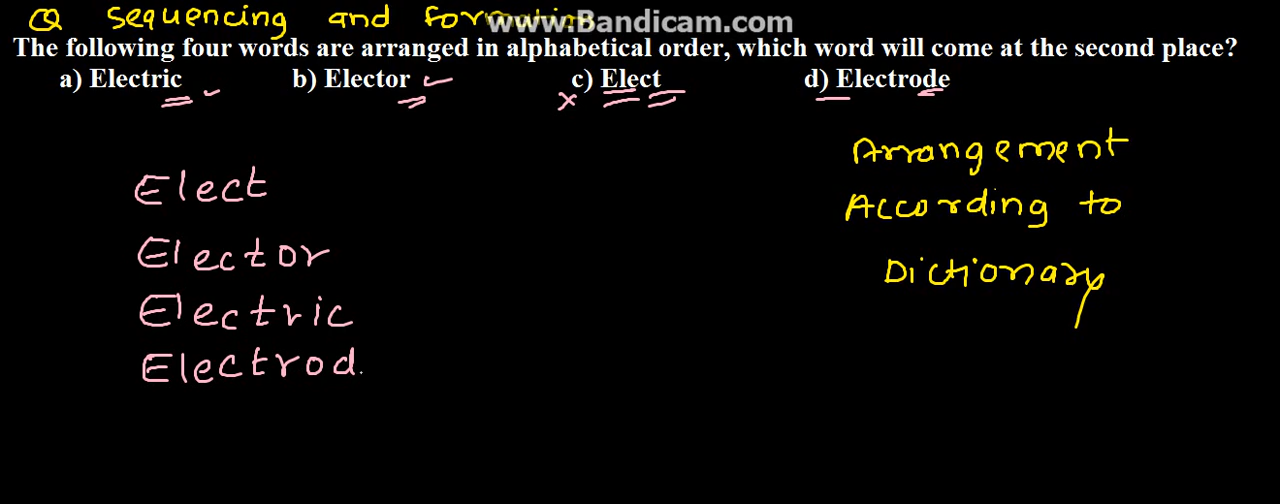 Q Sequencing and Formation
www.Bandicam.com
The following four words are arranged in alphabetical order, which word will come at the second place?
a) Electric b) Elector c) Elect d) Electrode
Elect
Elector
Electric
Electrod
Arrangement
According to
Dictionary